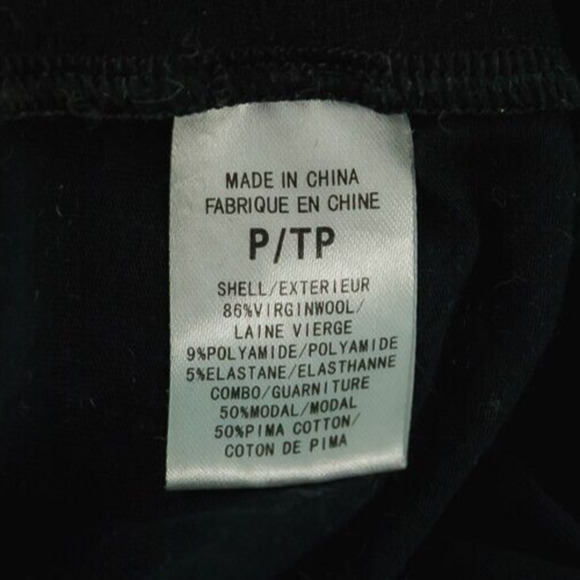 MADE IN CHINA
FABRIQUE EN CHINE
P/TP
SHELL/EXTERIEUR
86%VIRGINWOOL/
LAINE VIERGE
9%POLYAMIDE/POLYAMIDE
5%ELASTANE/ELASTHANNE
COMBO/GUARNITURE
50%MODAL/MODAL
50%PIMA COTTON/
COTON DE PIMA